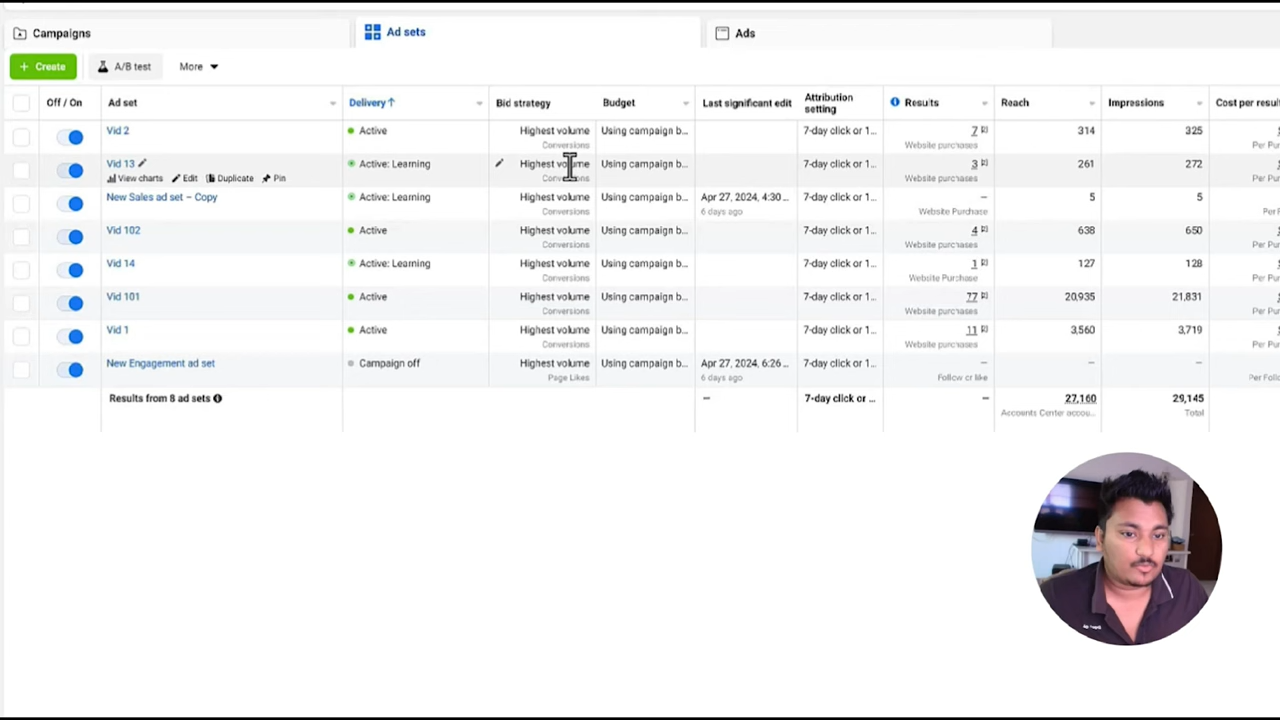 Campaigns
Ad sets
Ads
+ Create
A/B test
More
Off / On
Ad set
Delivery↑
Bid strategy
Budget
Last significant edit
Attribution setting
Results
Reach
Impressions
Cost per resul
Vid 2
Active
Highest volume
Conversions
Using campaign b...
7-day click or 1...
7
Website purchases
314
325
Per Pur
Vid 13
View charts
Edit
Duplicate
Pin
Active: Learning
Highest volume
Conversions
Using campaign b...
7-day click or 1...
3
Website purchases
261
272
Per Pur
New Sales ad set – Copy
Active: Learning
Highest volume
Conversions
Using campaign b...
Apr 27, 2024, 4:30...
6 days ago
7-day click or 1...
–
Website Purchase
5
5
Per P
Vid 102
Active
Highest volume
Conversions
Using campaign b...
7-day click or 1...
4
Website purchases
638
650
Per Pur
Vid 14
Active: Learning
Highest volume
Conversions
Using campaign b...
7-day click or 1...
1
Website Purchase
127
128
Vid 101
Active
Highest volume
Conversions
Using campaign b...
7-day click or 1...
77
Website purchases
20,935
21,831
Per Pur
Vid 1
Active
Highest volume
Conversions
Using campaign b...
7-day click or 1...
11
Website purchases
3,560
3,719
Per Pur
New Engagement ad set
Campaign off
Highest volume
Page Likes
Using campaign b...
Apr 27, 2024, 6:26...
6 days ago
7-day click or 1...
–
Follow or like
–
–
Per Follo
Results from 8 ad sets
–
7-day click or ...
–
27,160
Accounts Center accou...
29,145
Total